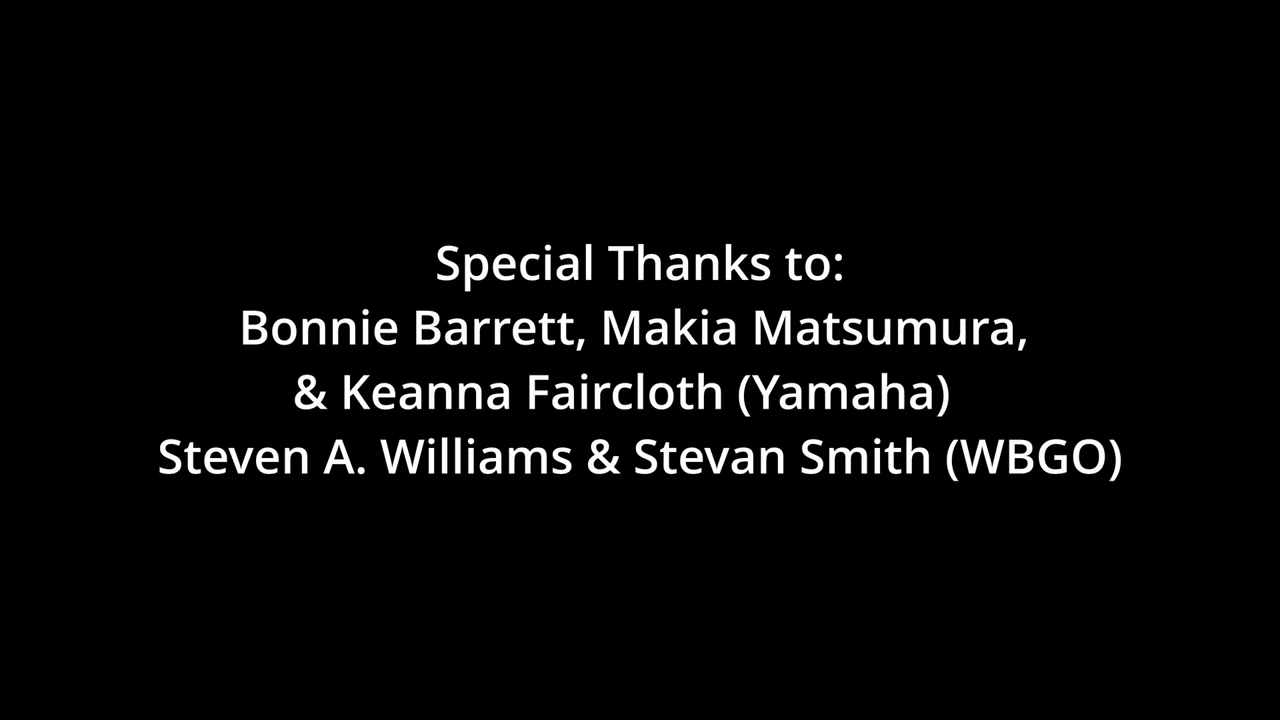 Special Thanks to:
Bonnie Barrett, Makia Matsumura,
& Keanna Faircloth (Yamaha)
Steven A. Williams & Stevan Smith (WBGO)